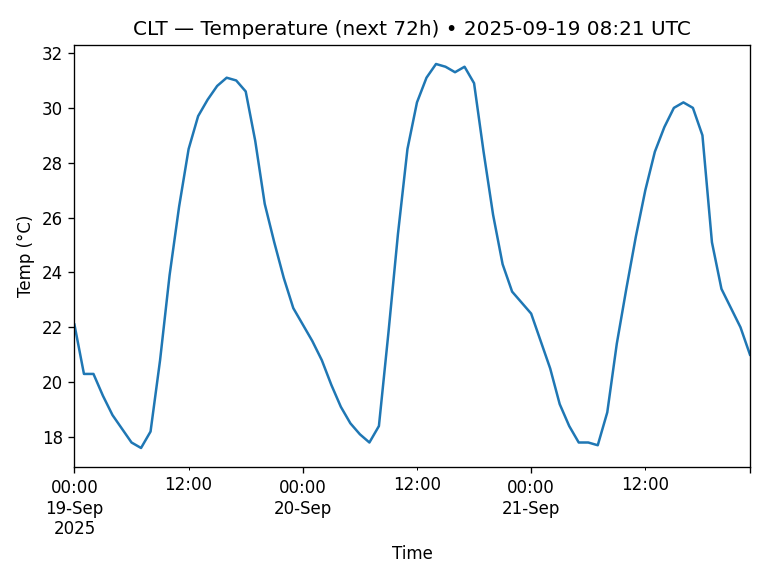 CLT — Temperature (next 72h) • 2025-09-19 08:21 UTC
32
30
28
26
24
22
20
18
Temp (°C)
00:00 12:00 00:00 12:00 00:00 12:00
19-Sep 20-Sep 21-Sep
2025
Time